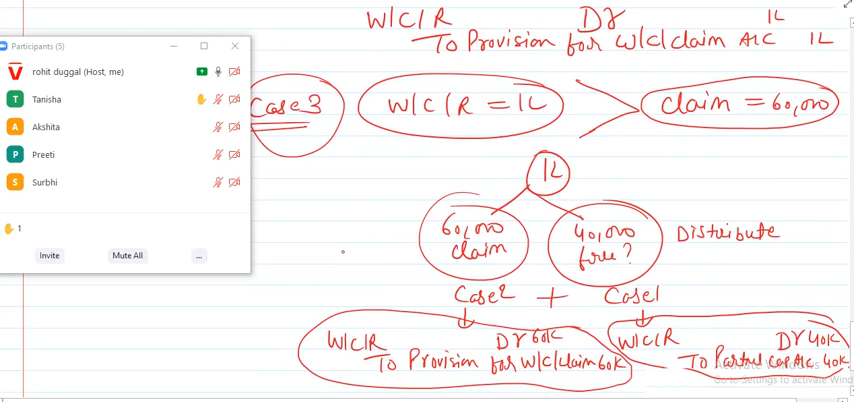 W/C/R Dr 1L
To Provision for W/C/claim A/C 1L
Participants (5)
rohit duggal (Host, me)
T Tanisha
A Akshita
P Preeti
S Surbhi
1
Invite Mute All ...
Case 3 W/C/R = 1L claim = 60,000
1L
60,000 claim
40,000 free?
Distribute
Case2 + Case1
W/C/R Dr 60K
To Provision for W/C/claim 60K
W/C/R Dr 40K
To Partner's Cap A/c 40K
Activate Windows
Go to Settings to activate Wind